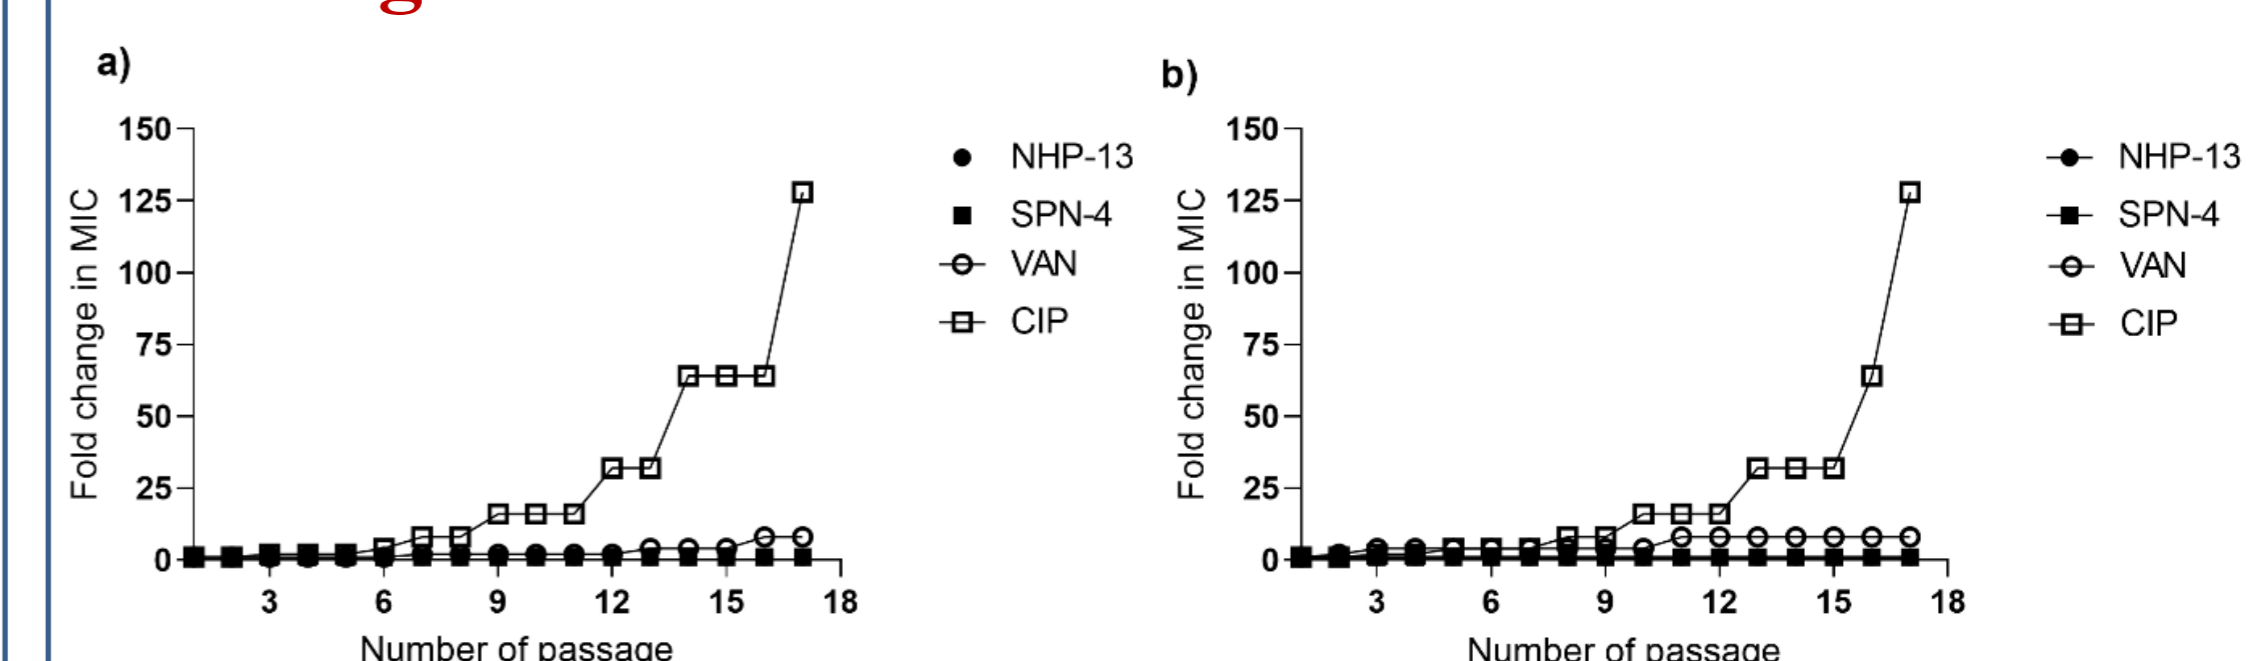 a)
150
125
100
75
50
25
0
3 6 9 12 15 18
Fold change in MIC
Number of passage
NHP-13
SPN-4
VAN
CIP
b)
150
125
100
75
50
25
0
3 6 9 12 15 18
Fold change in MIC
Number of passage
NHP-13
SPN-4
VAN
CIP